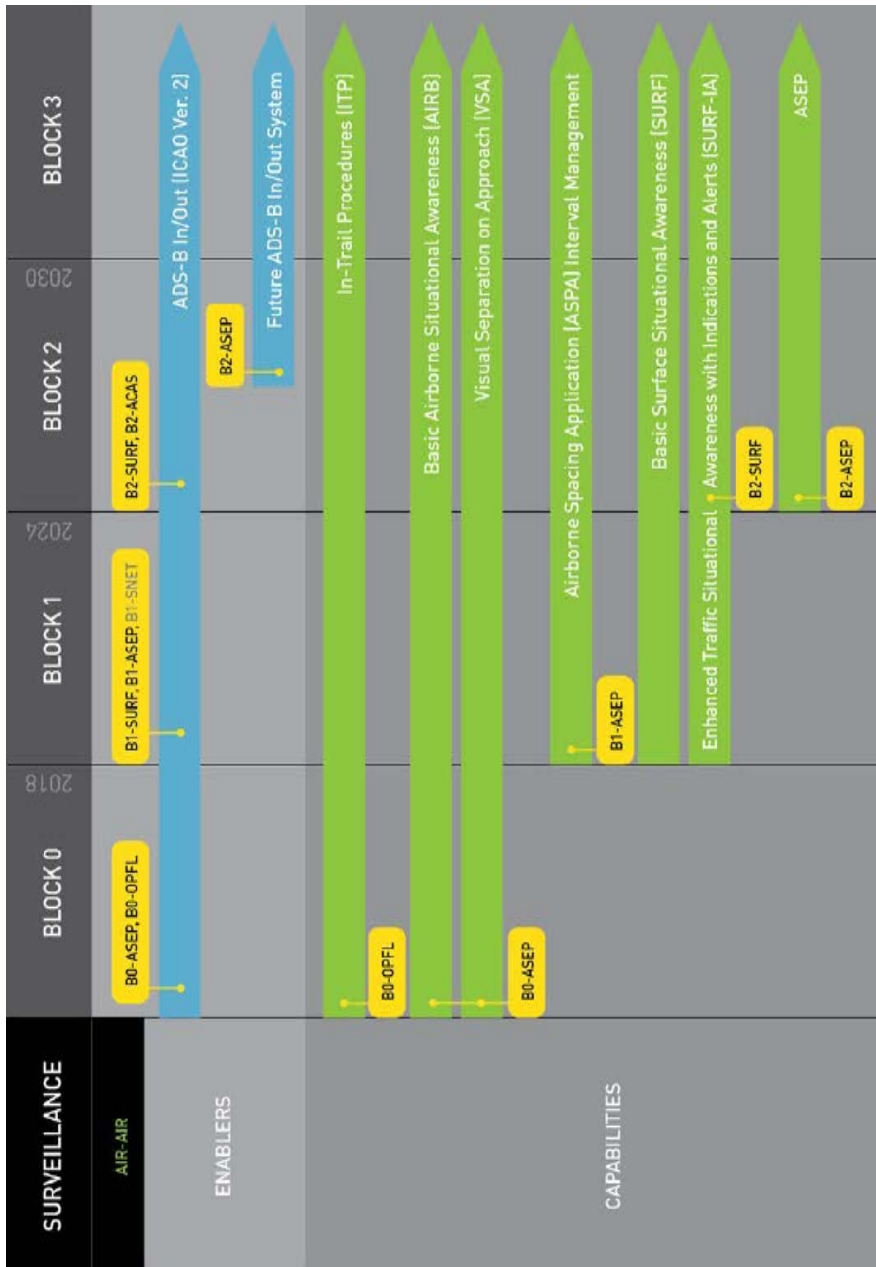 SURVEILLANCE
BLOCK 0
2018
BLOCK 1
2024
BLOCK 2
2030
BLOCK 3
AIR-AIR
ENABLERS
B0-ASEP, B0-OPFL
B1-SURF, B1-ASEP, B1-SNET
B2-SURF, B2-ACAS
ADS-B In/Out (ICAO Ver. 2)
B2-ASEP
Future ADS-B In/Out System
CAPABILITIES
In-Trail Procedures (ITP)
B0-OPFL
Basic Airborne Situational Awareness (AIRB)
Visual Separation on Approach (VSA)
B0-ASEP
Airborne Spacing Application (ASPA) Interval Management
B1-ASEP
Basic Surface Situational Awareness (SURF)
Enhanced Traffic Situational Awareness with Indications and Alerts (SURF-IA)
B2-SURF
ASEP
B2-ASEP